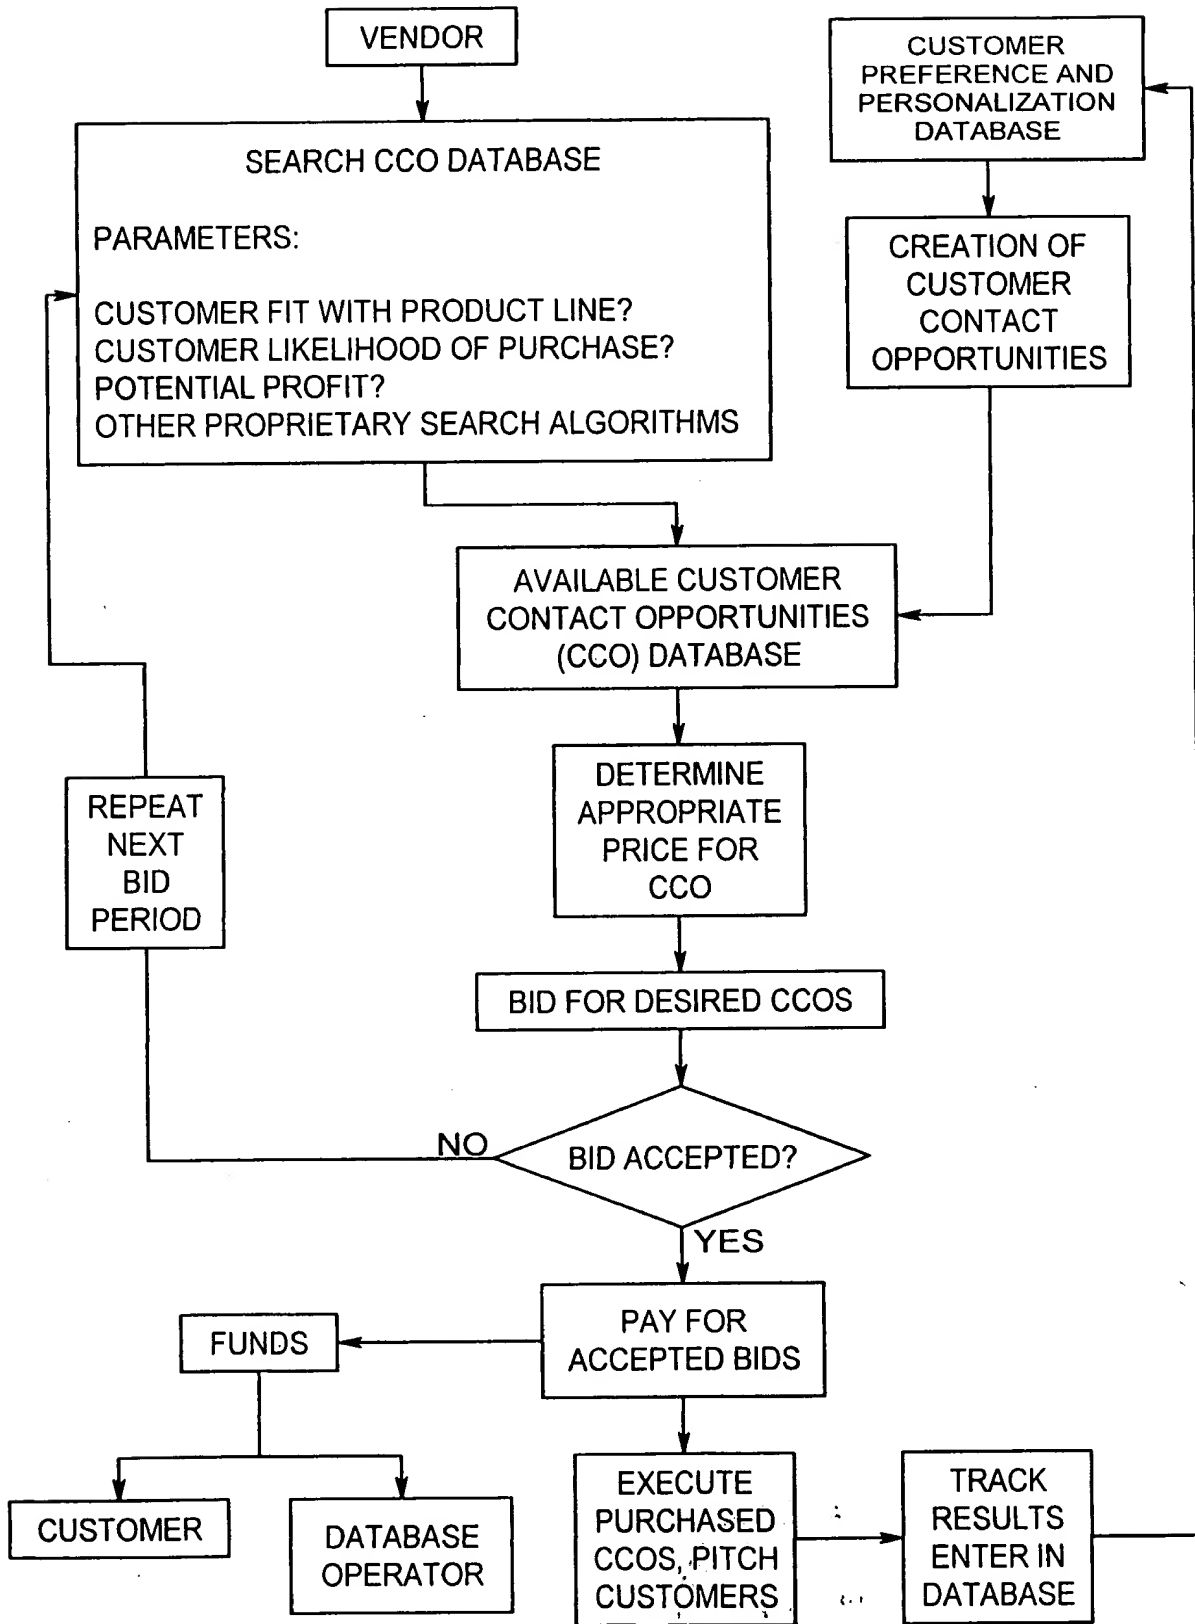 VENDOR
SEARCH CCO DATABASE
PARAMETERS:
CUSTOMER FIT WITH PRODUCT LINE?
CUSTOMER LIKELIHOOD OF PURCHASE?
POTENTIAL PROFIT?
OTHER PROPRIETARY SEARCH ALGORITHMS
CUSTOMER
PREFERENCE AND
PERSONALIZATION
DATABASE
CREATION OF
CUSTOMER
CONTACT
OPPORTUNITIES
AVAILABLE CUSTOMER
CONTACT OPPORTUNITIES
(CCO) DATABASE
DETERMINE
APPROPRIATE
PRICE FOR
CCO
REPEAT
NEXT
BID
PERIOD
BID FOR DESIRED CCOS
BID ACCEPTED?
NO
YES
PAY FOR
ACCEPTED BIDS
FUNDS
CUSTOMER
DATABASE
OPERATOR
EXECUTE
PURCHASED
CCOS, PITCH
CUSTOMERS
TRACK
RESULTS
ENTER IN
DATABASE